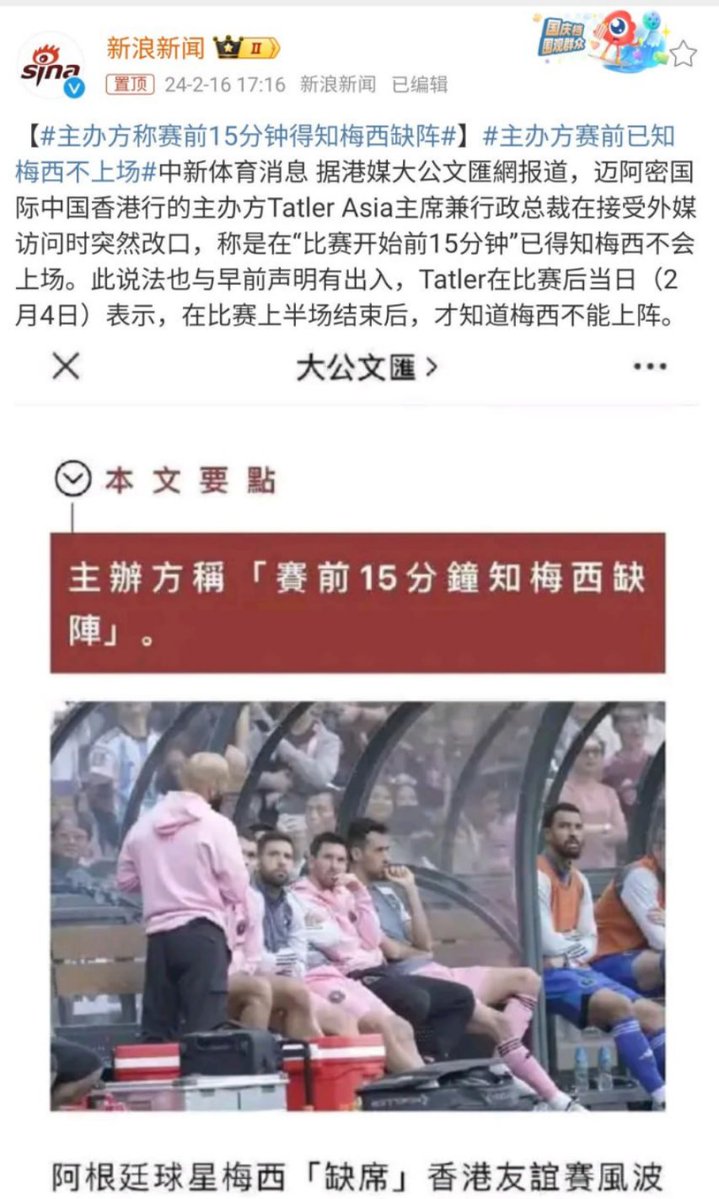 sina
新浪新闻 II
国庆档
围观群众
置顶 24-2-16 17:16 新浪新闻 已编辑
【#主办方称赛前15分钟得知梅西缺阵#】#主办方赛前已知
梅西不上场#中新体育消息 据港媒大公文匯網报道，迈阿密国
际中国香港行的主办方Tatler Asia主席兼行政总裁在接受外媒
访问时突然改口，称是在“比赛开始前15分钟”已得知梅西不会
上场。此说法也与早前声明有出入，Tatler在比赛后当日（2
月4日）表示，在比赛上半场结束后，才知道梅西不能上阵。
大公文匯
本文要點
主辦方稱「賽前15分鐘知梅西缺
陣」。
阿根廷球星梅西「缺席」香港友誼賽風波